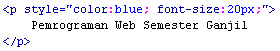 <p style="color:blue; font-size:20px;">
Pemrograman Web Semester Ganjil
</p>